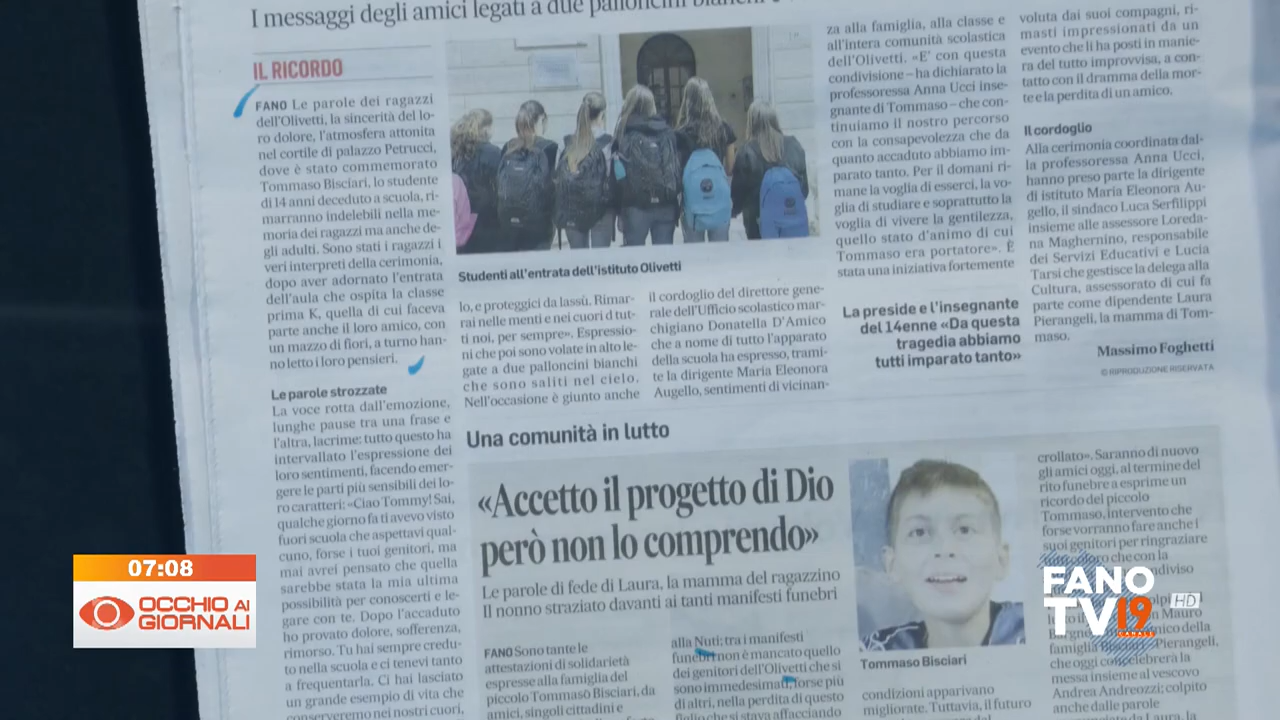 I messaggi degli amici legati a due palloncini bianchi
IL RICORDO
FANO Le parole dei ragazzi
dell'Olivetti, la sincerità del lo-
ro dolore, l'atmosfera attonita
nel cortile di palazzo Petrucci,
dove è stato commemorato
Tommaso Bisciari, lo studente
di 14 anni deceduto a scuola, ri-
marranno indelebili nella me-
moria dei ragazzi ma anche de-
gli adulti. Sono stati i ragazzi i
veri interpreti della cerimonia,
dopo aver adornato l'entrata
dell'aula che ospita la classe
prima K, quella di cui faceva
parte anche il loro amico, con
un mazzo di fiori, a turno han-
no letto i loro pensieri.
Le parole strozzate
La voce rotta dall'emozione,
lunghe pause tra una frase e
l'altra, lacrime: tutto questo ha
intervallato l'espressione dei
loro sentimenti, facendo emer-
gere le parti più sensibili dei lo-
ro caratteri: «Ciao Tommy! Sai,
qualche giorno fa ti avevo visto
fuori scuola che aspettavi qual-
cuno, forse i tuoi genitori, ma
mai avrei pensato che quella
sarebbe stata la mia ultima
possibilità per conoscerti e le-
gare con te. Dopo l'accaduto
ho provato dolore, sofferenza,
rimorso. Tu hai sempre credu-
to nella scuola e ci tenevi tanto
a frequentarla. Ci hai lasciato
un grande esempio di vita che
conserveremo nei nostri cuori,
Studenti all'entrata dell'istituto Olivetti
lo, e proteggici da lassù. Rimar-
rai nelle menti e nei cuori d tut-
ti noi, per sempre». Espressio-
ni che poi sono volate in alto le-
gate a due palloncini bianchi
che sono saliti nel cielo.
Nell'occasione è giunto anche
il cordoglio del direttore gene-
rale dell'Ufficio scolastico mar-
chigiano Donatella D'Amico
che a nome di tutto l'apparato
della scuola ha espresso, trami-
te la dirigente Maria Eleonora
Augello, sentimenti di vicinan-
za alla famiglia, alla classe e
all'intera comunità scolastica
dell'Olivetti. «E' con questa
condivisione – ha dichiarato la
professoressa Anna Ucci inse-
gnante di Tommaso – che con-
tinuiamo il nostro percorso
con la consapevolezza che da
quanto accaduto abbiamo im-
parato tanto. Per il domani ri-
mane la voglia di esserci, la vo-
glia di studiare e soprattutto la
voglia di vivere la gentilezza,
quello stato d'animo di cui
Tommaso era portatore». È
stata una iniziativa fortemente
La preside e l'insegnante
del 14enne «Da questa
tragedia abbiamo
tutti imparato tanto»
voluta dai suoi compagni, ri-
masti impressionati da un
evento che li ha posti in manie-
ra del tutto improvvisa, a con-
tatto con il dramma della mor-
te e la perdita di un amico.
Il cordoglio
Alla cerimonia coordinata dal-
la professoressa Anna Ucci,
hanno preso parte la dirigente
di istituto Maria Eleonora Au-
gello, il sindaco Luca Serfilippi
insieme alle assessore Loreda-
na Maghernino, responsabile
dei Servizi Educativi e Lucia
Tarsi che gestisce la delega alla
Cultura, assessorato di cui fa
parte come dipendente Laura
Pierangeli, la mamma di Tom-
maso.
Massimo Foghetti
© RIPRODUZIONE RISERVATA
Una comunità in lutto
«Accetto il progetto di Dio
però non lo comprendo»
Le parole di fede di Laura, la mamma del ragazzino
Il nonno straziato davanti ai tanti manifesti funebri
FANO Sono tante le
attestazioni di solidarietà
espresse alla famiglia del
piccolo Tommaso Bisciari, da
amici, singoli cittadini e
alla Nuti; tra i manifesti
funebri non è mancato quello
dei genitori dell'Olivetti che si
sono immedesimati, forse più
di altri, nella perdita di questo
figlio che si stava affacciando
Tommaso Bisciari
condizioni apparivano
migliorate. Tuttavia, il futuro
crollato». Saranno di nuovo
gli amici oggi, al termine del
rito funebre a esprime un
ricordo del piccolo
Tommaso, intervento che
forse vorranno fare anche i
suoi genitori per ringraziare
che con la
Mauro
della
famiglia Pierangeli,
che oggi concelebrerà la
messa insieme al vescovo
Andrea Andreozzi; colpito
anche dalle parole
07:08
OCCHIO AI
GIORNALI
FANO
TV 19
CANALE
HD